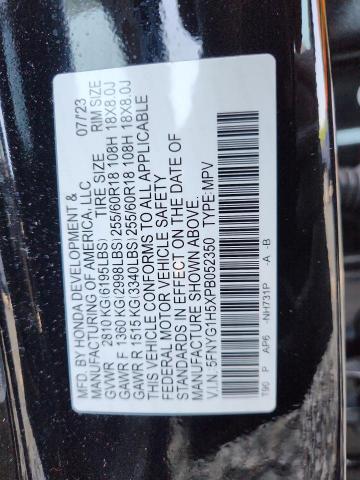 MFD BY HONDA DEVELOPMENT & 07/23
MANUFACTURING OF AMERICA, LLC
TIRE SIZE RIM SIZE
GVWR 2810 KG(6195LBS)
GAWR F 1360 KG(2998LBS)/255/60R18 108H 18X8.0J
GAWR R 1515 KG(3340LBS)/255/60R18 108H 18X8.0J
THIS VEHICLE CONFORMS TO ALL APPLICABLE
FEDERAL MOTOR VEHICLE SAFETY
STANDARDS IN EFFECT ON THE DATE OF
MANUFACTURE SHOWN ABOVE.
V.I.N. 5FNYG1H5XPB052350 TYPE:MPV
T90 P AP6 -NH731P -A -B